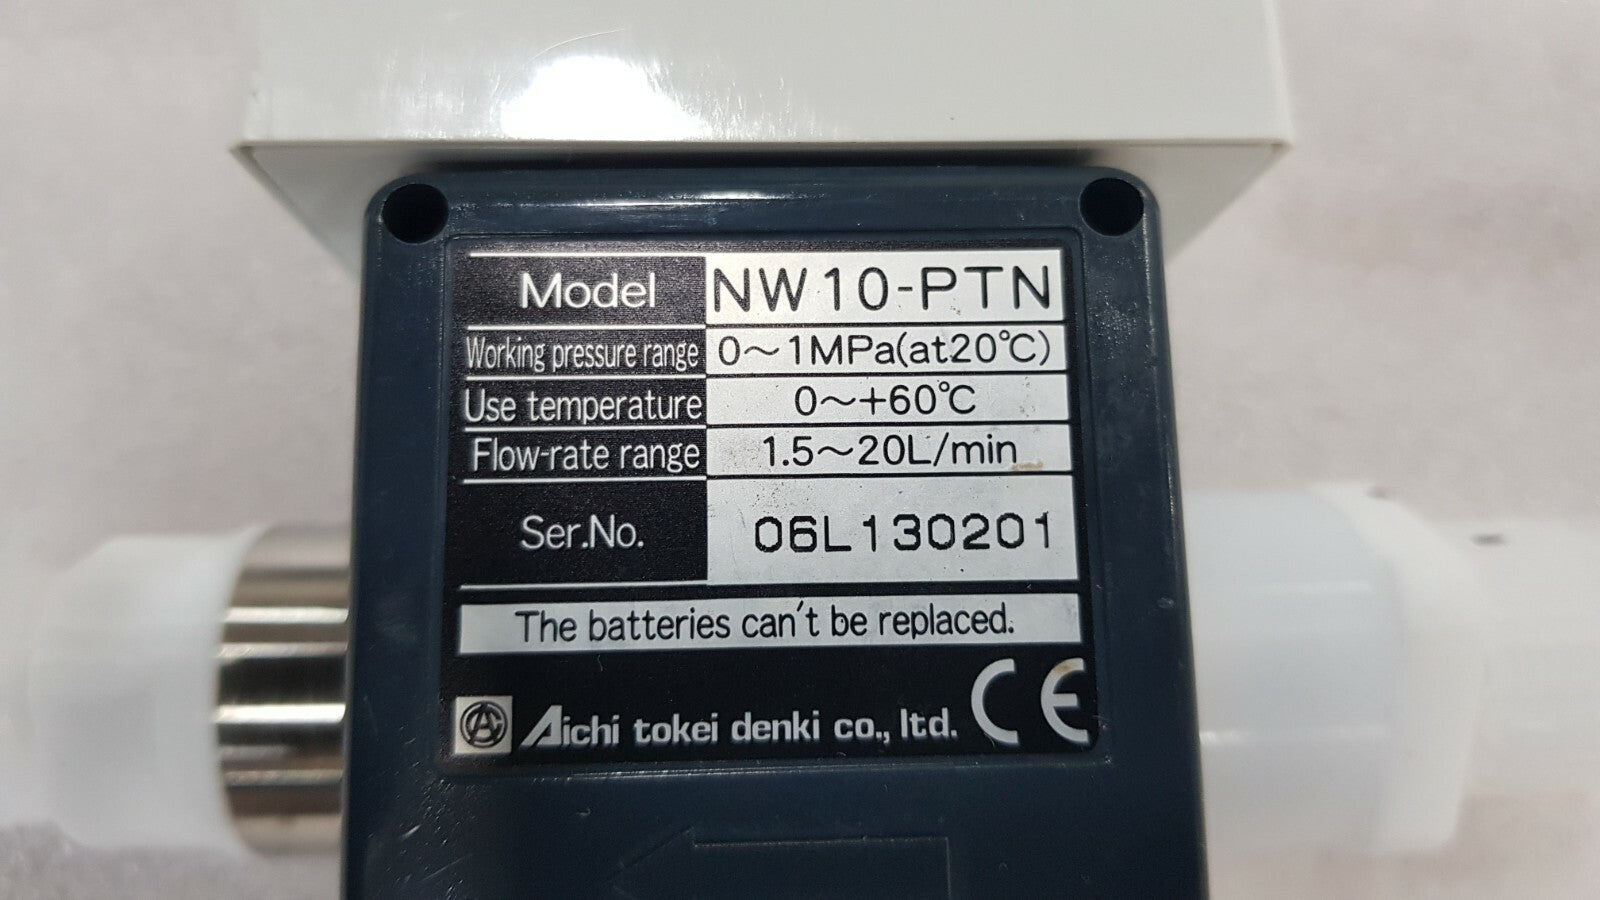 Model NW10-PTN
Working pressure range 0～1MPa(at20℃)
Use temperature 0～+60℃
Flow-rate range 1.5～20L/min
Ser.No. 06L130201
The batteries can't be replaced.
Aichi tokei denki co., ltd. CE